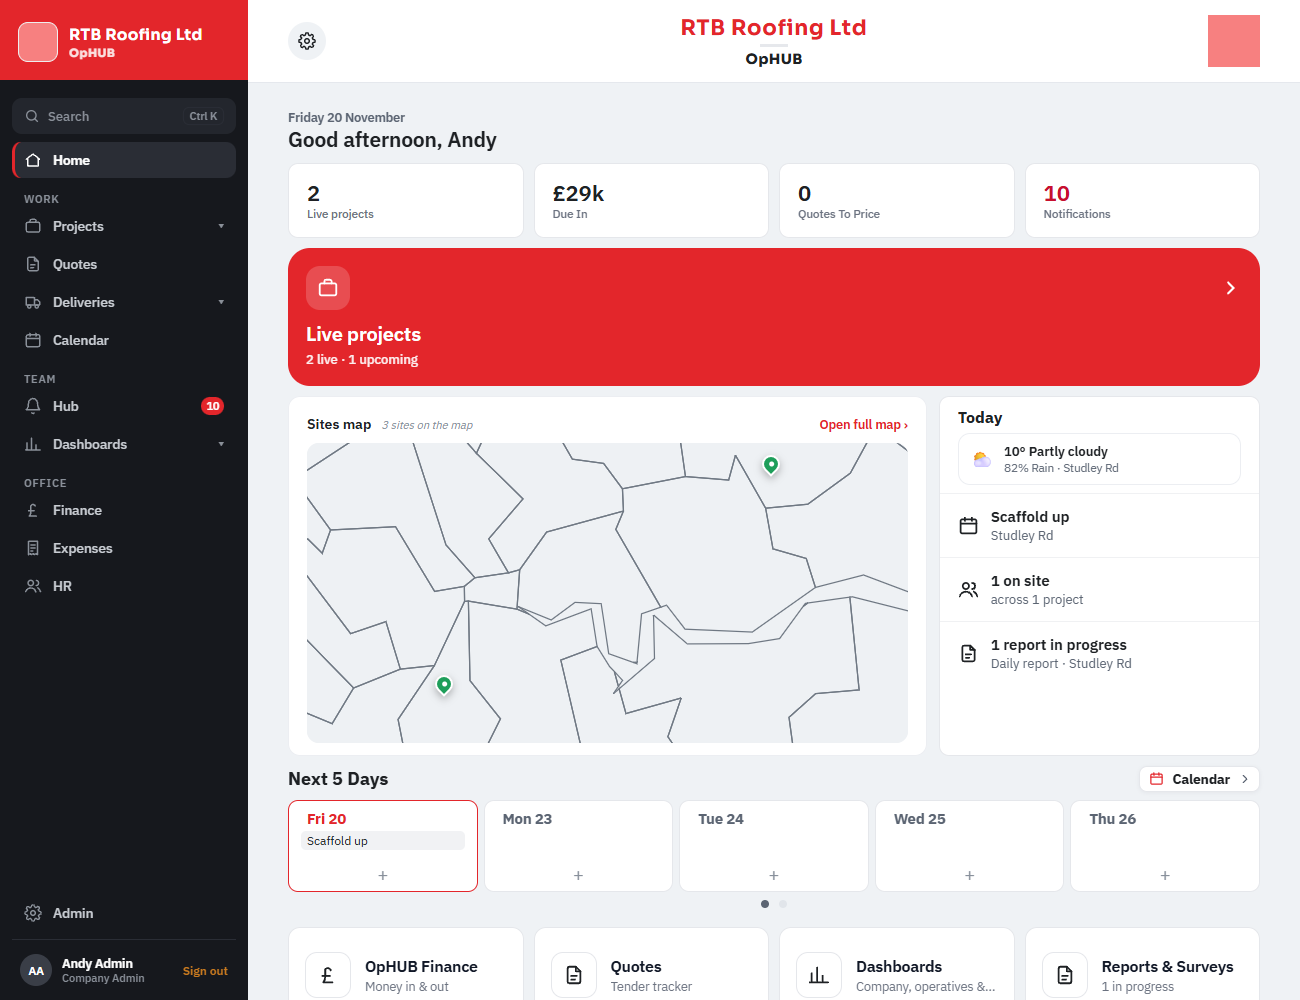 RTB Roofing Ltd
OpHUB
Search
Ctrl K
Home
WORK
Projects
Quotes
Deliveries
Calendar
TEAM
Hub
10
Dashboards
OFFICE
£ Finance
Expenses
HR
Admin
AA
Andy Admin
Company Admin
Sign out
RTB Roofing Ltd
OpHUB
Friday 20 November
Good afternoon, Andy
2
Live projects
£29k
Due In
0
Quotes To Price
10
Notifications
Live projects
2 live · 1 upcoming
Sites map
3 sites on the map
Open full map ›
Today
10° Partly cloudy
82% Rain · Studley Rd
Scaffold up
Studley Rd
1 on site
across 1 project
1 report in progress
Daily report · Studley Rd
Next 5 Days
Calendar
Fri 20
Scaffold up
+
Mon 23
+
Tue 24
+
Wed 25
+
Thu 26
+
£
OpHUB Finance
Money in & out
Quotes
Tender tracker
Dashboards
Company, operatives &...
Reports & Surveys
1 in progress